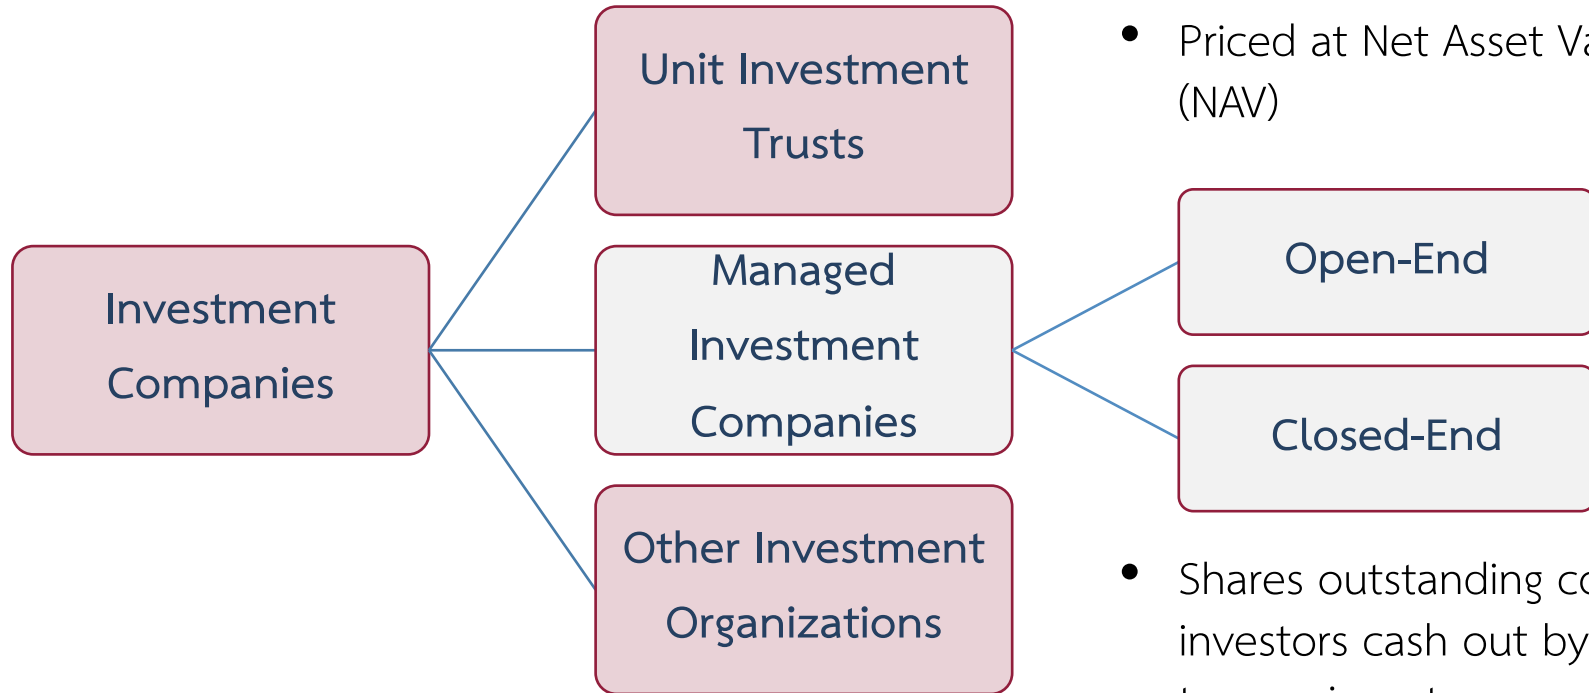 Unit Investment
Trusts
• Priced at Net Asset Va
(NAV)
Investment
Companies
Managed
Investment
Companies
Open-End
Closed-End
Other Investment
Organizations
• Shares outstanding co
investors cash out by